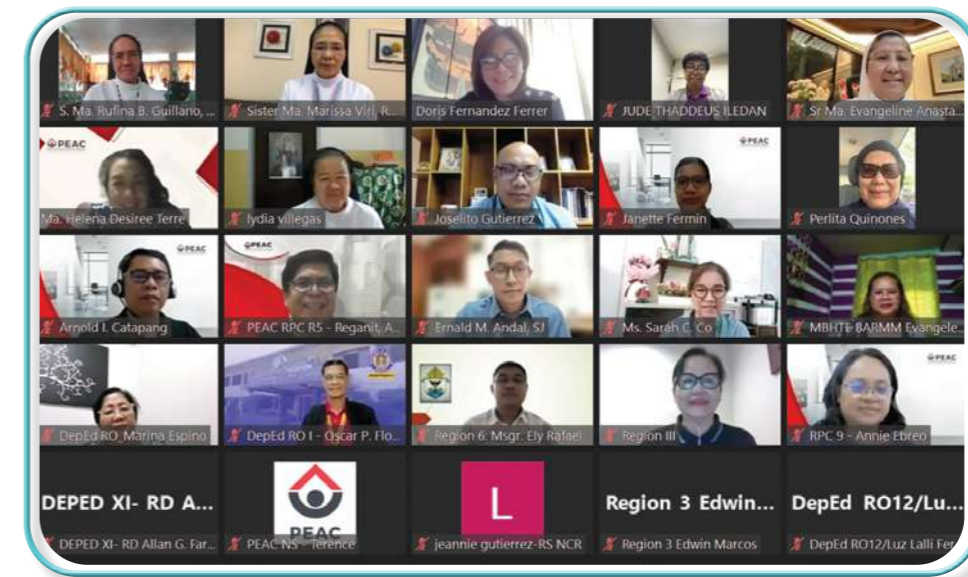 S. Ma. Rufina B. Guillano, ...
Sister Ma. Marissa Viri, R...
Doris Fernandez Ferrer
JUDE THADDEUS ILEDAN
Sr Ma. Evangeline Anasta...
PEAC
Ma. Helena Desiree Terre
lydia villegas
Joselito Gutierrez
PEAC
Janette Fermin
Perlita Quinones
PEAC
Arnold I. Catapang
PEAC
PEAC RPC R5 - Reganit, A...
Ernald M. Andal, SJ
Ms. Sarah C. Co
MBHTE BARMM Evangele...
DepEd RO_Marina Espino
DepEd RO I - Oscar P. Flo...
Region 6: Msgr. Ely Rafael
Region III
PEAC
RPC 9 - Annie Ebreo
DEPED XI- RD A...
DEPED XI- RD Allan G. Far...
PEAC
PEAC NS - Terence
L
jeannie gutierrez-RS NCR
Region 3 Edwin...
Region 3 Edwin Marcos
DepEd RO12/Lu...
DepEd RO12/Luz Lalli Fer